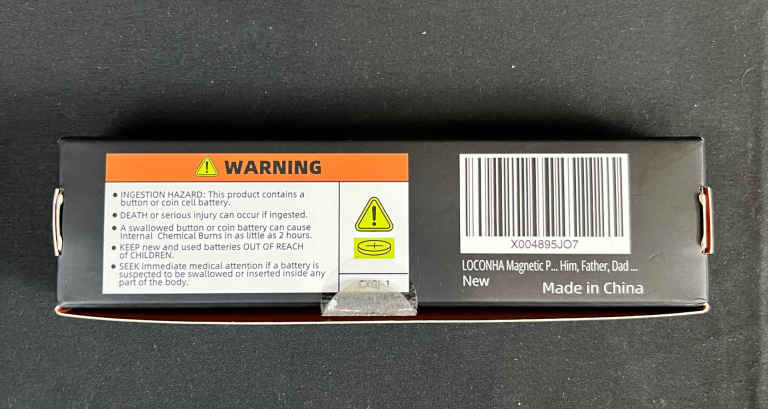 WARNING
● INGESTION HAZARD: This product contains a
button or coin cell battery.
● DEATH or serious injury can occur if ingested.
● A swallowed button or coin battery can cause
Internal Chemical Burns in as little as 2 hours.
● KEEP new and used batteries OUT OF REACH
of CHILDREN.
● SEEK immediate medical attention if a battery is
suspected to be swallowed or inserted inside any
part of the body.
X004895JO7
LOCONHA Magnetic P... Him, Father, Dad ...
New
Made in China